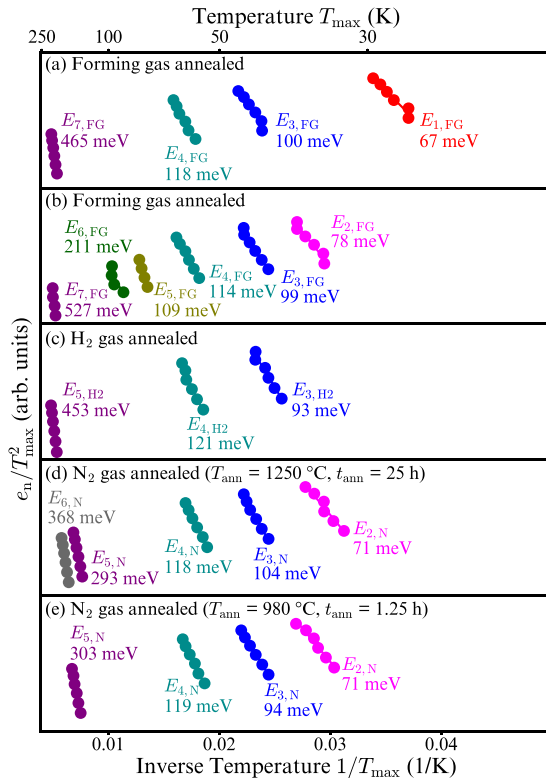 Temperature T_max (K)
250 100 50 30
(a) Forming gas annealed
E_7, FG
465 meV
E_4, FG
118 meV
E_3, FG
100 meV
E_1, FG
67 meV
(b) Forming gas annealed
E_6, FG
211 meV
E_7, FG
527 meV
E_5, FG
109 meV
E_4, FG
114 meV
E_3, FG
99 meV
E_2, FG
78 meV
(c) H₂ gas annealed
E_5, H2
453 meV
E_4, H2
121 meV
E_3, H2
93 meV
(d) N₂ gas annealed (T_ann = 1250 °C, t_ann = 25 h)
E_6, N
368 meV
E_5, N
293 meV
E_4, N
118 meV
E_3, N
104 meV
E_2, N
71 meV
(e) N₂ gas annealed (T_ann = 980 °C, t_ann = 1.25 h)
E_5, N
303 meV
E_4, N
119 meV
E_3, N
94 meV
E_2, N
71 meV
e_n/T²_max (arb. units)
0.01 0.02 0.03 0.04
Inverse Temperature 1/T_max (1/K)